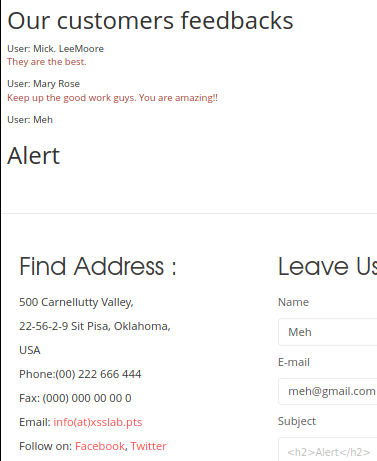 Our customers feedbacks
User: Mick. LeeMoore
They are the best.
User: Mary Rose
Keep up the good work guys. You are amazing!!
User: Meh
Alert
Find Address :
500 Carnellutty Valley,
22-56-2-9 Sit Pisa, Oklahoma,
USA
Phone:(00) 222 666 444
Fax: (000) 000 00 00 0
Email: info(at)xsslab.pts
Follow on: Facebook, Twitter
Leave Us
Name
Meh
E-mail
meh@gmail.com
Subject
<h2>Alert</h2>